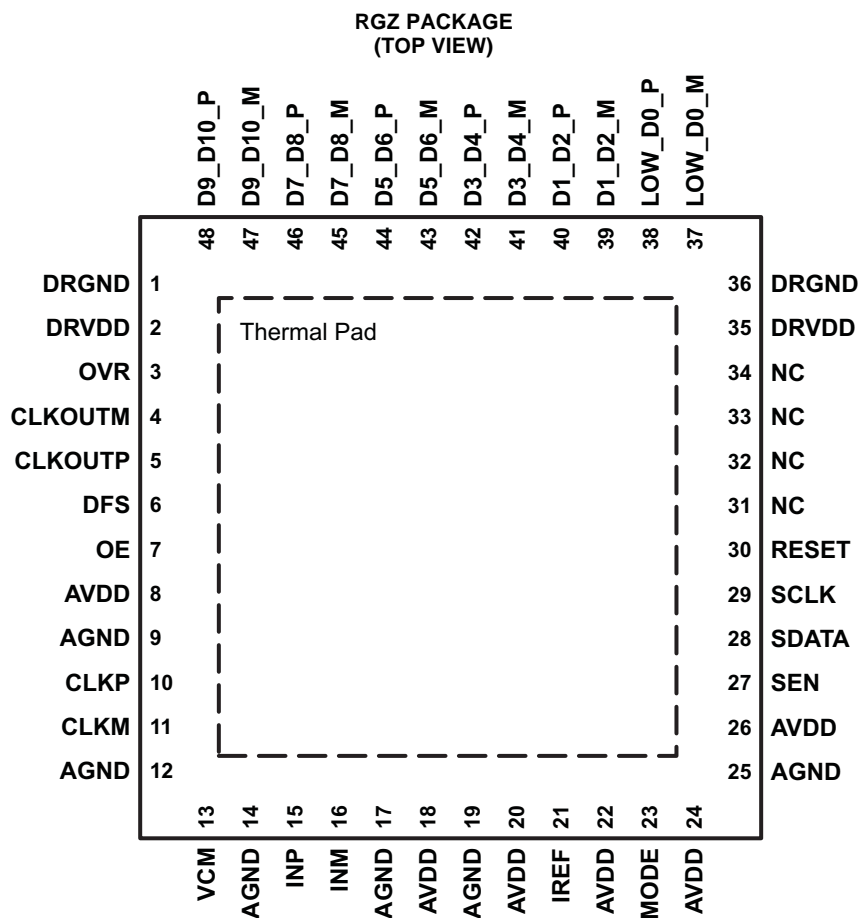 RGZ PACKAGE
(TOP VIEW)
D9_D10_P
D9_D10_M
D7_D8_P
D7_D8_M
D5_D6_P
D5_D6_M
D3_D4_P
D3_D4_M
D1_D2_P
D1_D2_M
LOW_D0_P
LOW_D0_M
48
47
46
45
44
43
42
41
40
39
38
37
DRGND 1
DRVDD 2
OVR 3
CLKOUTM 4
CLKOUTP 5
DFS 6
OE 7
AVDD 8
AGND 9
CLKP 10
CLKM 11
AGND 12
Thermal Pad
36 DRGND
35 DRVDD
34 NC
33 NC
32 NC
31 NC
30 RESET
29 SCLK
28 SDATA
27 SEN
26 AVDD
25 AGND
13
14
15
16
17
18
19
20
21
22
23
24
VCM
AGND
INP
INM
AGND
AVDD
AGND
AVDD
IREF
AVDD
MODE
AVDD